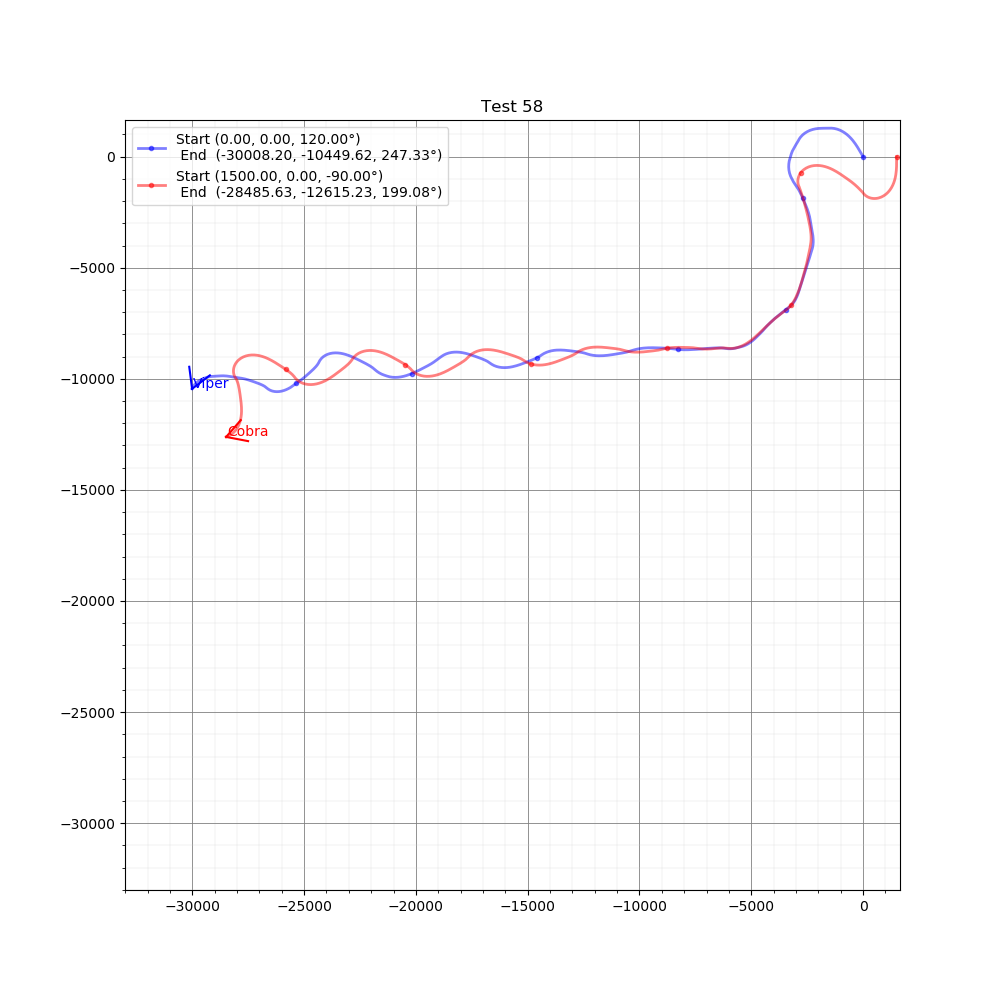 Test 58
Start (0.00, 0.00, 120.00°)
End (-30008.20, -10449.62, 247.33°)
Start (1500.00, 0.00, -90.00°)
End (-28485.63, -12615.23, 199.08°)
0
−5000
−10000
−15000
−20000
−25000
−30000
Viper
Cobra
−30000 −25000 −20000 −15000 −10000 −5000 0